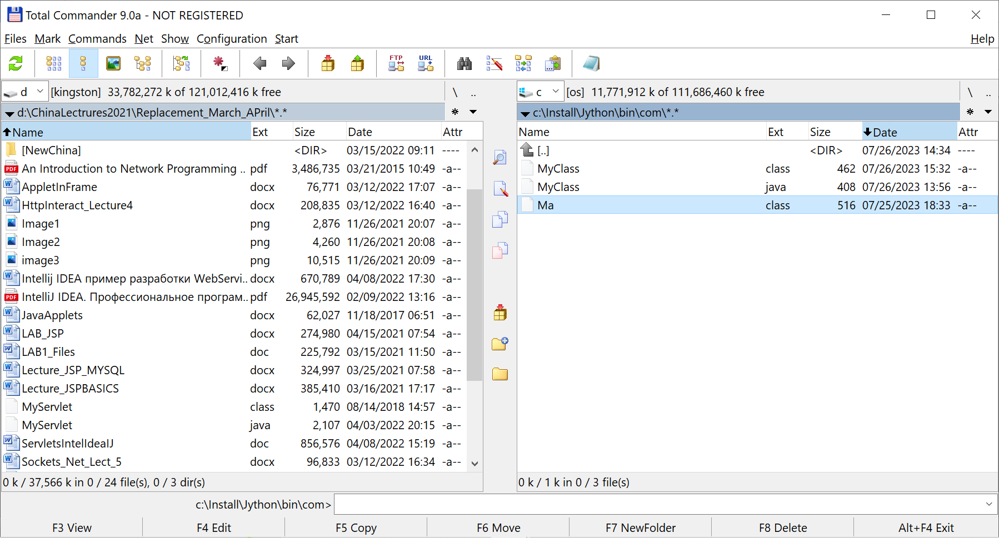 Total Commander 9.0a - NOT REGISTERED
Files Mark Commands Net Show Configuration Start Help
FTP URL
d [kingston] 33,782,272 k of 121,012,416 k free \ ..
d:\ChinaLectrures2021\Replacement_March_APril\*.* * 
Name Ext Size Date Attr
[NewChina] <DIR> 03/15/2022 09:11 ----
An Introduction to Network Programming .. pdf 3,486,735 03/21/2015 10:49 -a--
AppletInFrame docx 76,771 03/12/2022 17:07 -a--
HttpInteract_Lecture4 docx 208,835 03/12/2022 16:40 -a--
Image1 png 2,876 11/26/2021 20:07 -a--
Image2 png 4,260 11/26/2021 20:08 -a--
image3 png 10,515 11/26/2021 20:09 -a--
Intellij IDEA пример разработки WebServi.. docx 670,789 04/08/2022 17:30 -a--
IntelliJ IDEA. Профессиональное програм.. pdf 26,945,592 02/09/2022 13:16 -a--
JavaApplets docx 62,027 11/18/2017 06:51 -a--
LAB_JSP docx 274,980 04/15/2021 07:54 -a--
LAB1_Files doc 225,792 03/15/2021 11:50 -a--
Lecture_JSP_MYSQL docx 324,997 03/25/2021 07:58 -a--
Lecture_JSPBASICS docx 385,410 03/16/2021 17:17 -a--
MyServlet class 1,470 08/14/2018 14:57 -a--
MyServlet java 2,107 04/03/2022 20:15 -a--
ServletsIntelIdeaIJ doc 856,576 04/08/2022 15:19 -a--
Sockets_Net_Lect_5 docx 96,833 03/12/2022 16:34 -a--
0 k / 37,566 k in 0 / 24 file(s), 0 / 3 dir(s)
c [os] 11,771,912 k of 111,686,460 k free \ ..
c:\Install\Jython\bin\com\*.* *
Name Ext Size Date Attr
[..] <DIR> 07/26/2023 14:34 ----
MyClass class 462 07/26/2023 15:32 -a--
MyClass java 408 07/26/2023 13:56 -a--
Ma class 516 07/25/2023 18:33 -a--
0 k / 1 k in 0 / 3 file(s)
c:\Install\Jython\bin\com>
F3 View F4 Edit F5 Copy F6 Move F7 NewFolder F8 Delete Alt+F4 Exit